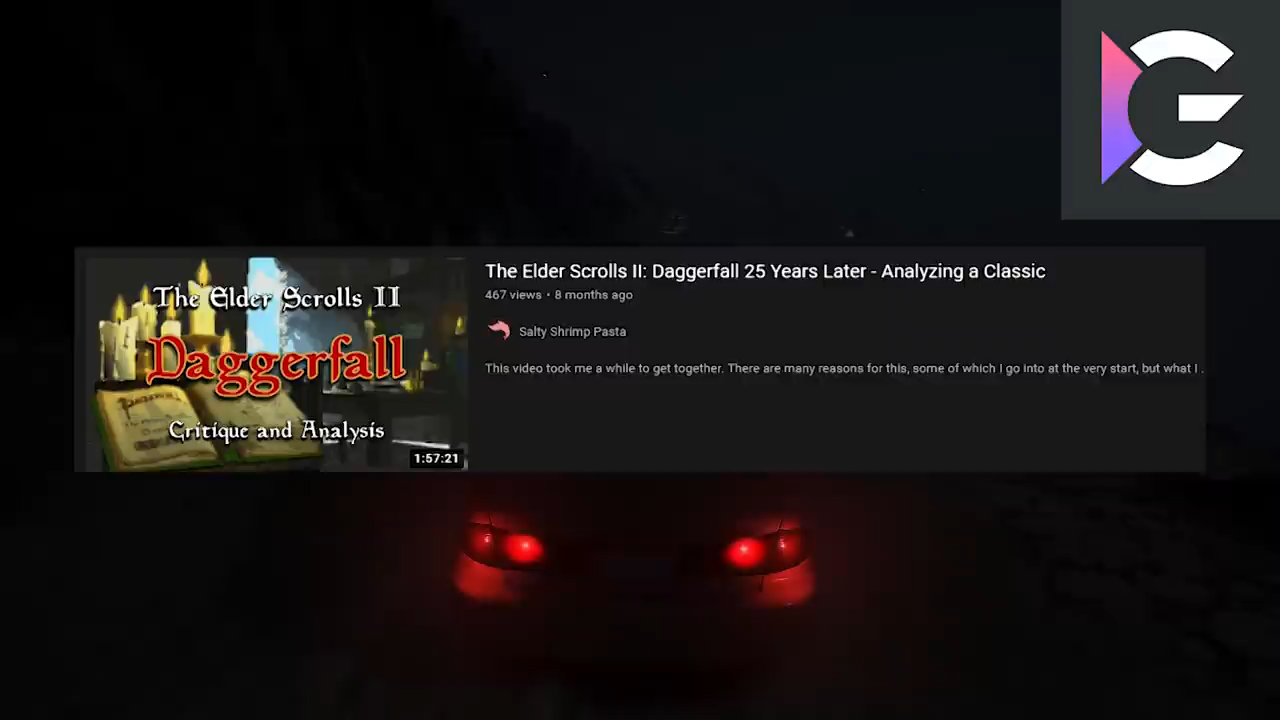 The Elder Scrolls II
Daggerfall
Critique and Analysis
1:57:21
The Elder Scrolls II: Daggerfall 25 Years Later - Analyzing a Classic
467 views • 8 months ago
Salty Shrimp Pasta
This video took me a while to get together. There are many reasons for this, some of which I go into at the very start, but what I .